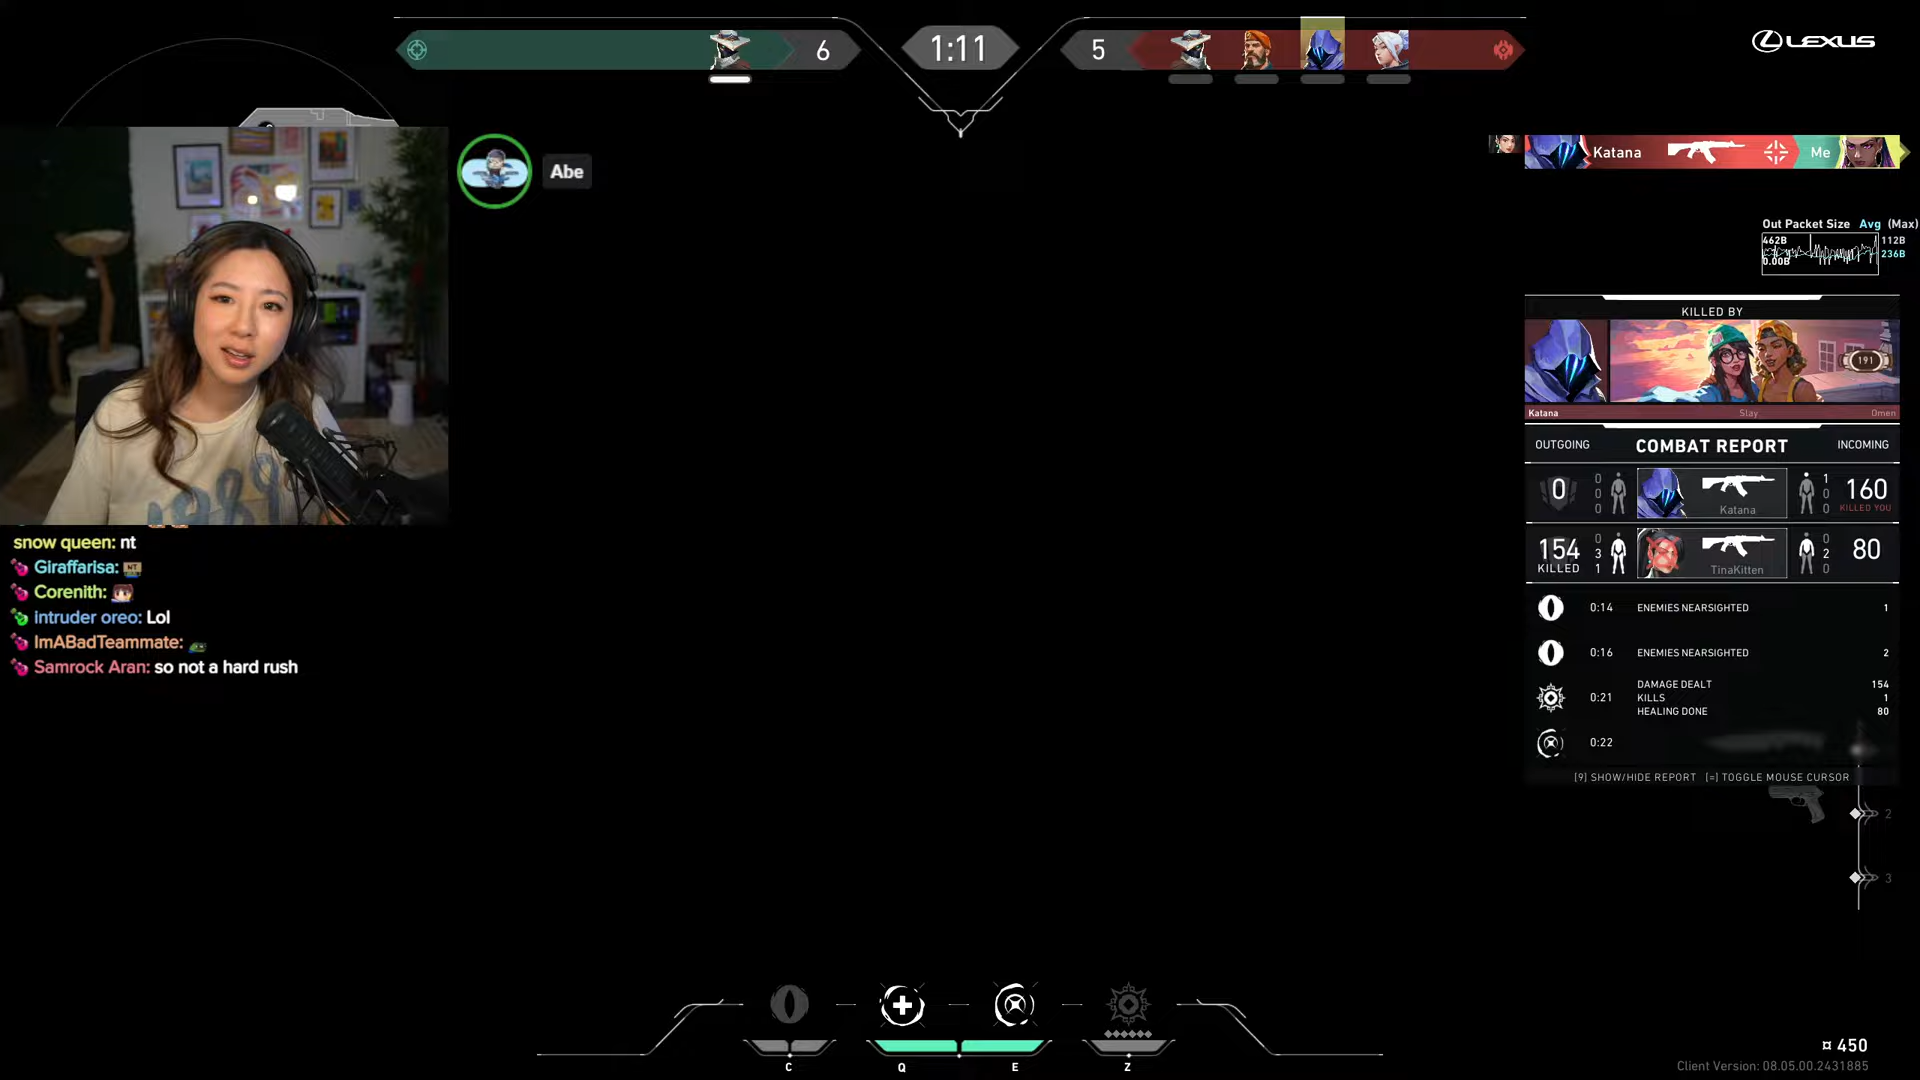 6
1:11
5
LEXUS
Abe
Katana
Me
Out Packet Size Avg (Max)
462B
112B
236B
0.00B
KILLED BY
191
Katana
Slay
Omen
OUTGOING
COMBAT REPORT
INCOMING
0
0
0
0
Katana
1
0
0
160
KILLED YOU
154
KILLED
0
3
1
TinaKitten
0
2
0
80
0:14 ENEMIES NEARSIGHTED 1
0:16 ENEMIES NEARSIGHTED 2
0:21
DAMAGE DEALT 154
KILLS 1
HEALING DONE 80
0:22
[9] SHOW/HIDE REPORT [=] TOGGLE MOUSE CURSOR
2
3
snow queen: nt
Giraffarisa:
Corenith:
intruder oreo: Lol
ImABadTeammate:
Samrock Aran: so not a hard rush
1989
C
Q
E
Z
¤ 450
Client Version: 08.05.00.2431885